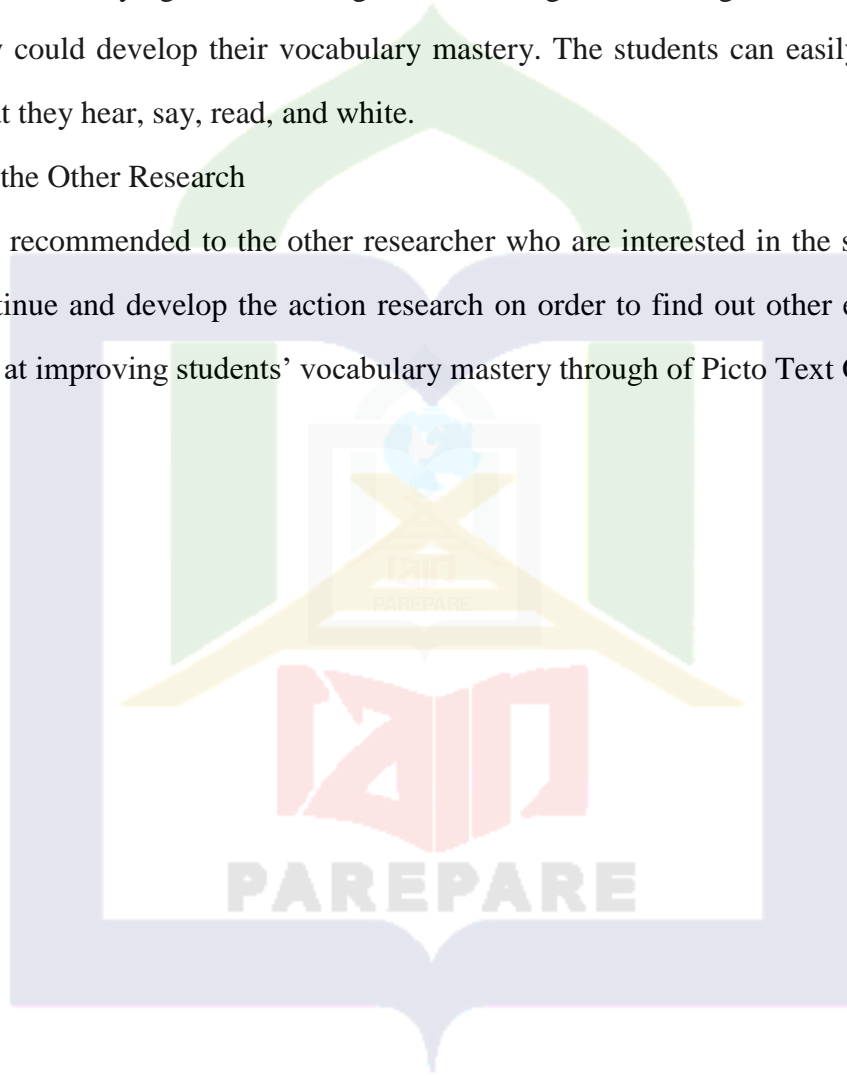 could develop their vocabulary mastery. The students can easily
they hear, say, read, and white.
the Other Research
recommended to the other researcher who are interested in the
and develop the action research on order to find out other
at improving students’ vocabulary mastery through of Picto Text
IAIN
PAREPARE
IAIN
PAREPARE